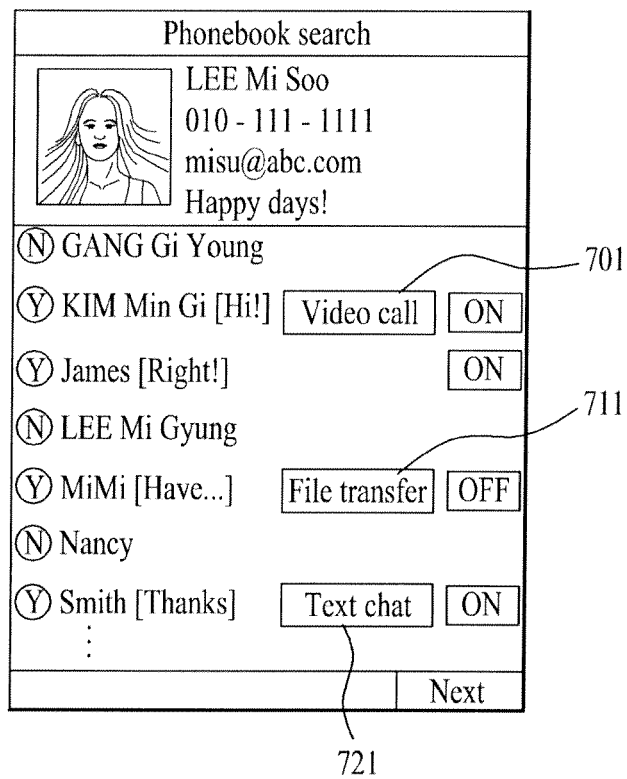 Phonebook search
LEE Mi Soo
010 - 111 - 1111
misu@abc.com
Happy days!
Ⓝ GANG Gi Young
701
Ⓨ KIM Min Gi [Hi!] Video call ON
Ⓨ James [Right!] ON
711
Ⓝ LEE Mi Gyung
Ⓨ MiMi [Have...] File transfer OFF
Ⓝ Nancy
Ⓨ Smith [Thanks] Text chat ON
⋮
Next
721